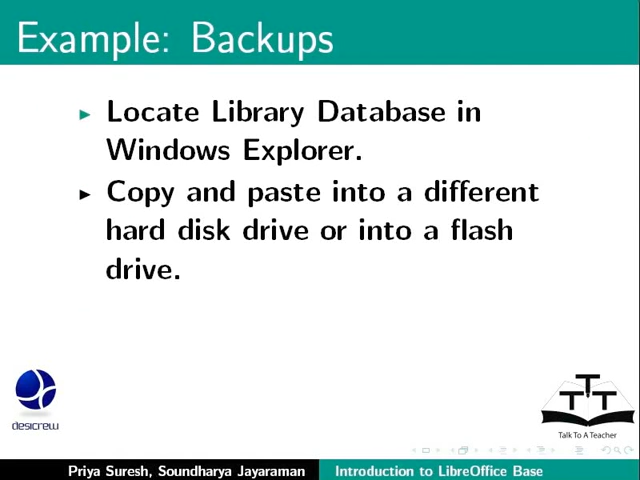 Example: Backups
Locate Library Database in
Windows Explorer.
Copy and paste into a different
hard disk drive or into a flash
drive.
desicrew
T
T T
Talk To A Teacher
Priya Suresh, Soundharya Jayaraman
Introduction to LibreOffice Base